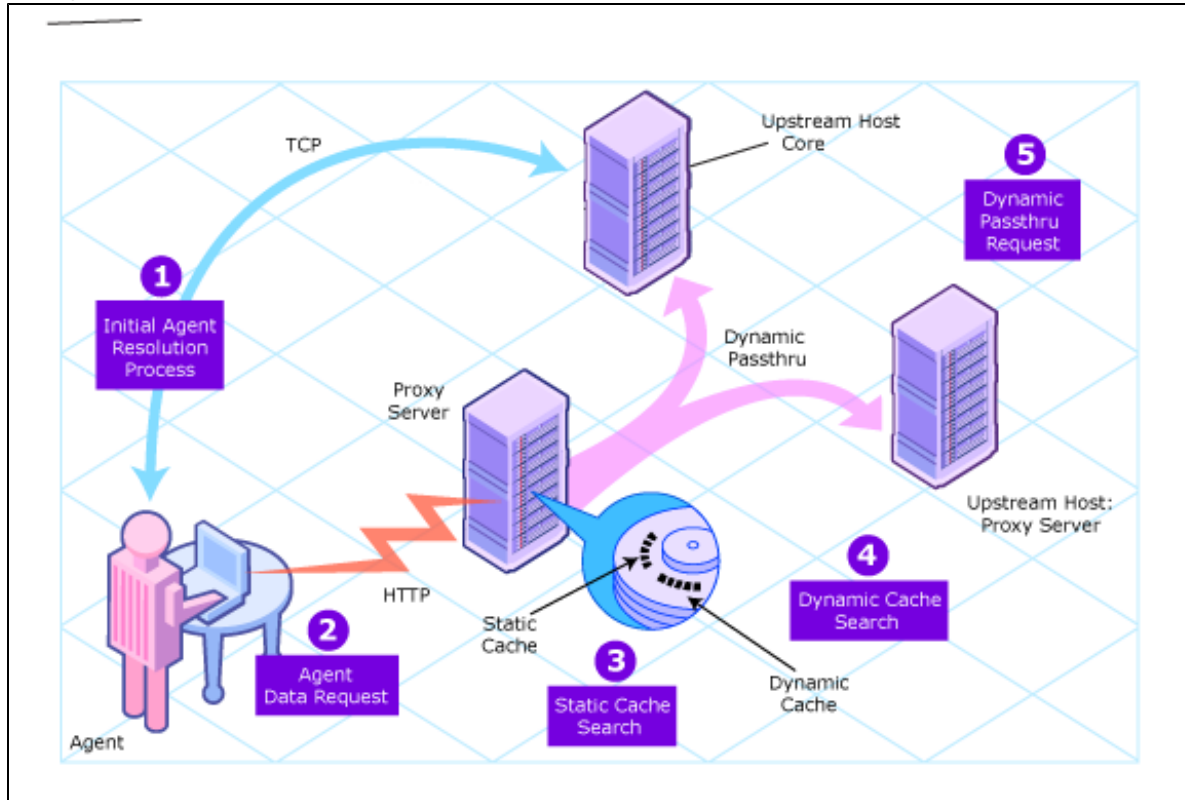 TCP
Upstream Host
Core
5
Dynamic
Passthru
Request
1
Initial Agent
Resolution
Process
Dynamic
Passthru
Proxy
Server
Upstream Host:
Proxy Server
HTTP
Static
Cache
4
Dynamic Cache
Search
2
Agent
Data Request
3
Static Cache
Search
Dynamic
Cache
Agent